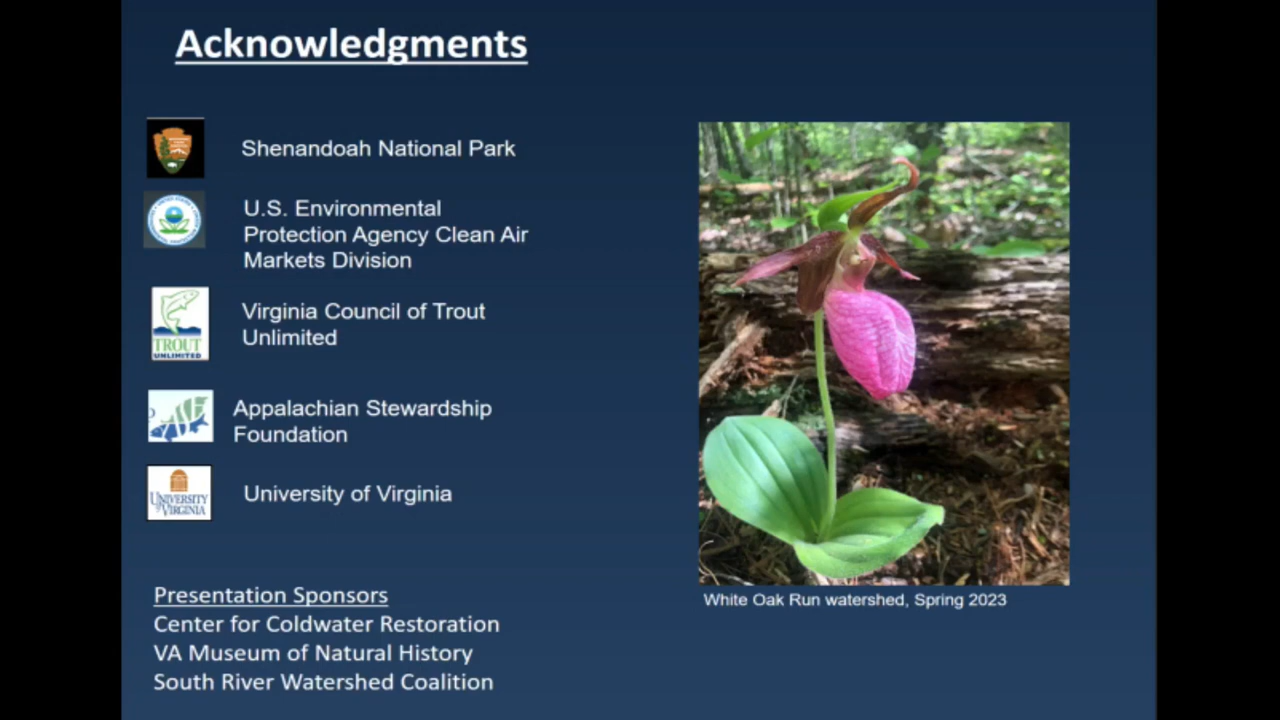 Acknowledgments
Shenandoah National Park
U.S. Environmental
Protection Agency Clean Air
Markets Division
Virginia Council of Trout
Unlimited
TROUT
UNLIMITED
Appalachian Stewardship
Foundation
UNIVERSITY
of VIRGINIA
University of Virginia
Presentation Sponsors
Center for Coldwater Restoration
VA Museum of Natural History
South River Watershed Coalition
White Oak Run watershed, Spring 2023